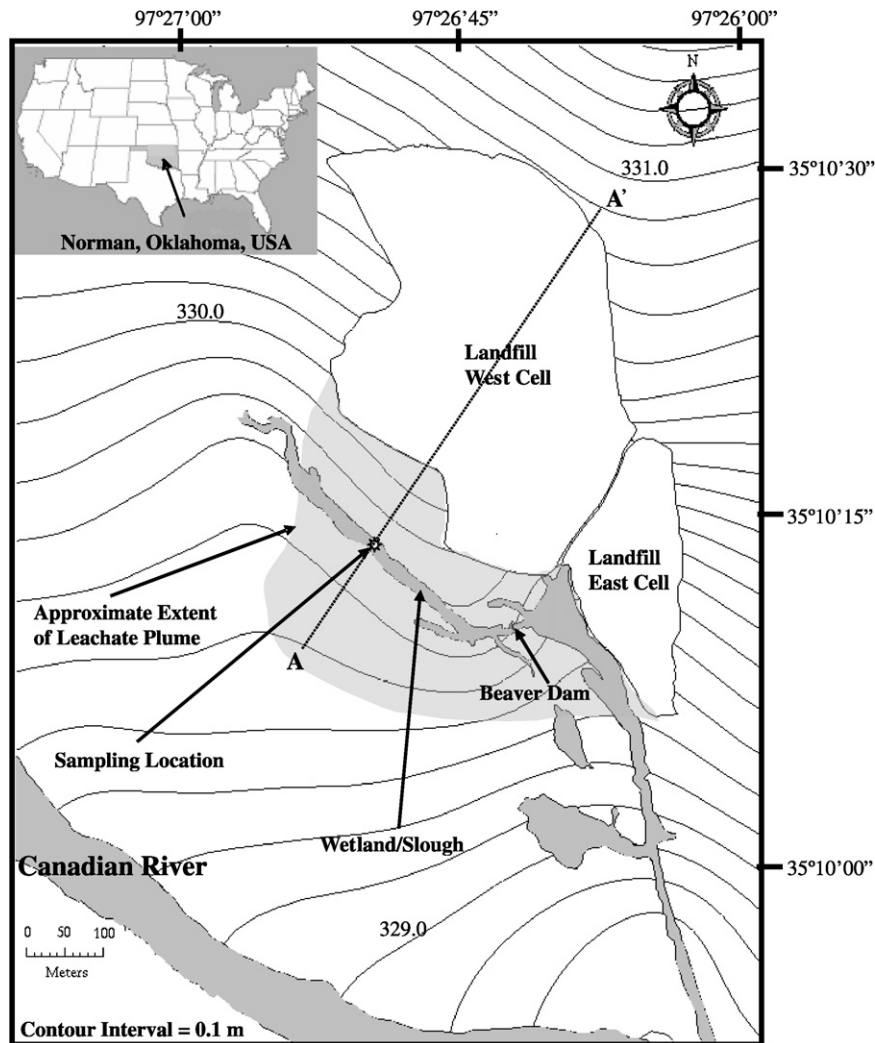 97°27'00”
97°26'45”
97°26'00”
N
331.0
35°10'30”
A'
Norman, Oklahoma, USA
330.0
Landfill
West Cell
35°10'15”
Landfill
East Cell
Approximate Extent
of Leachate Plume
A
Beaver Dam
Sampling Location
Wetland/Slough
Canadian River
35°10'00”
329.0
0 50 100
Meters
Contour Interval = 0.1 m